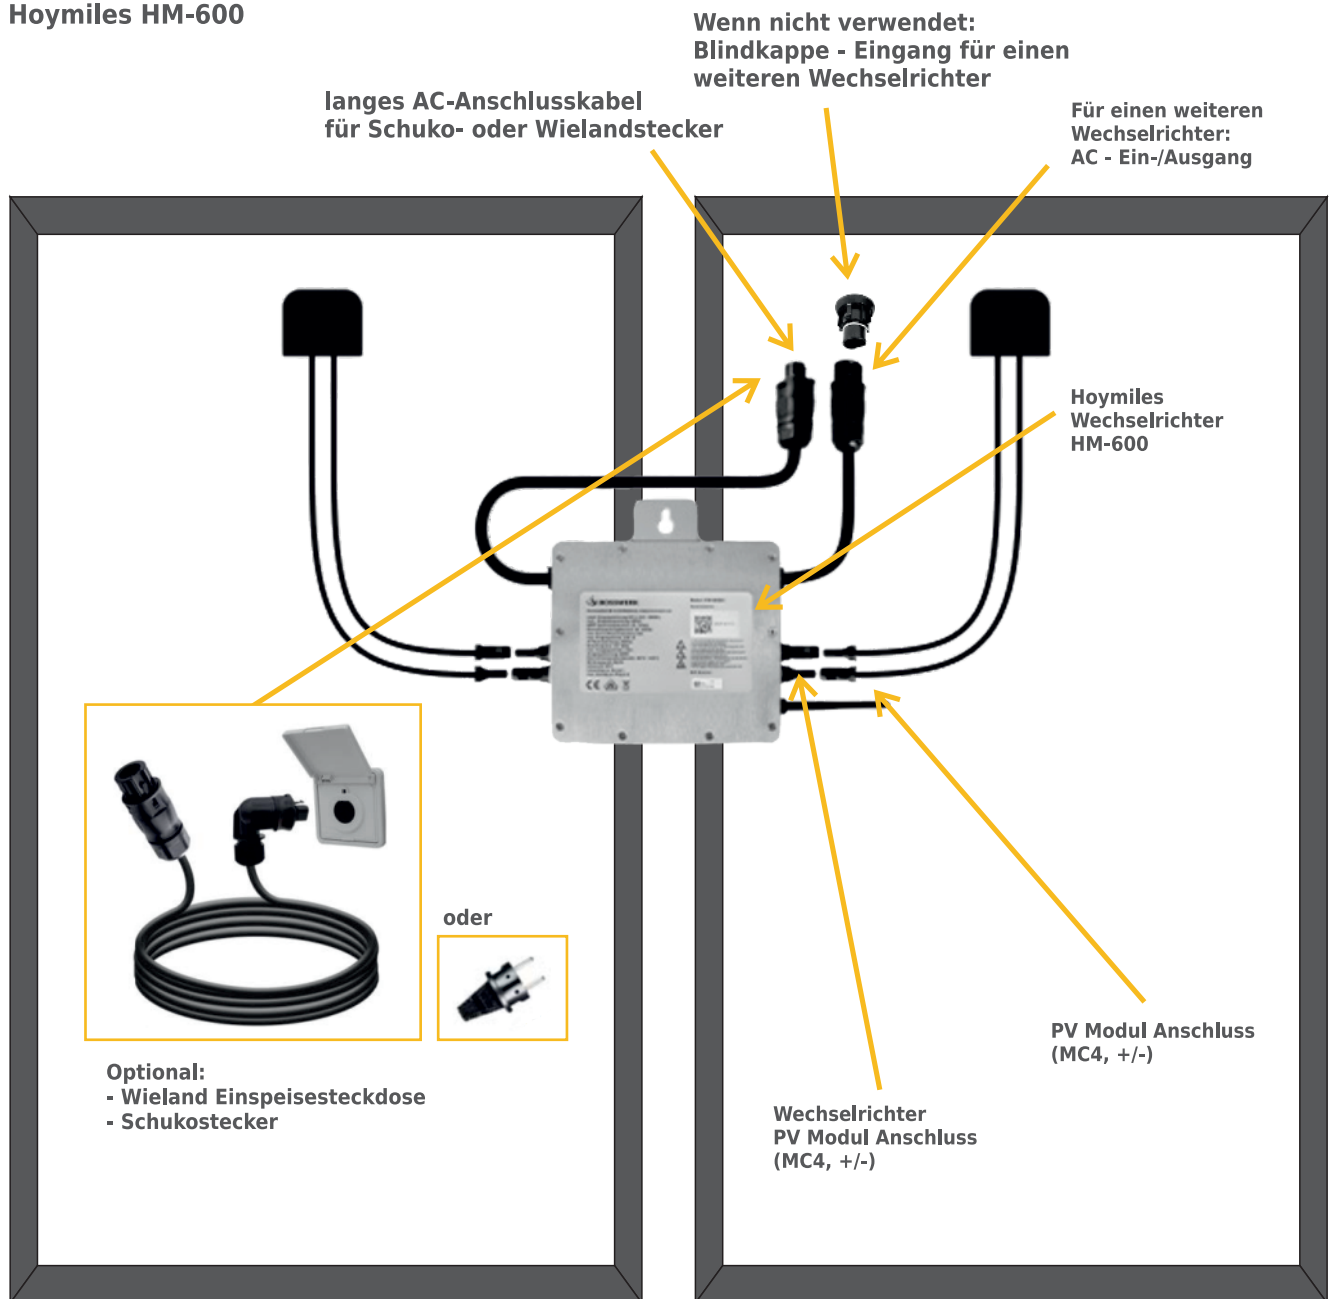 Hoymiles HM-600
Wenn nicht verwendet:
Blindkappe - Eingang für einen
weiteren Wechselrichter
langes AC-Anschlusskabel
für Schuko- oder Wielandstecker
Für einen weiteren
Wechselrichter:
AC - Ein-/Ausgang
Hoymiles
Wechselrichter
HM-600
oder
PV Modul Anschluss
(MC4, +/-)
Optional:
- Wieland Einspeisesteckdose
- Schukostecker
Wechselrichter
PV Modul Anschluss
(MC4, +/-)